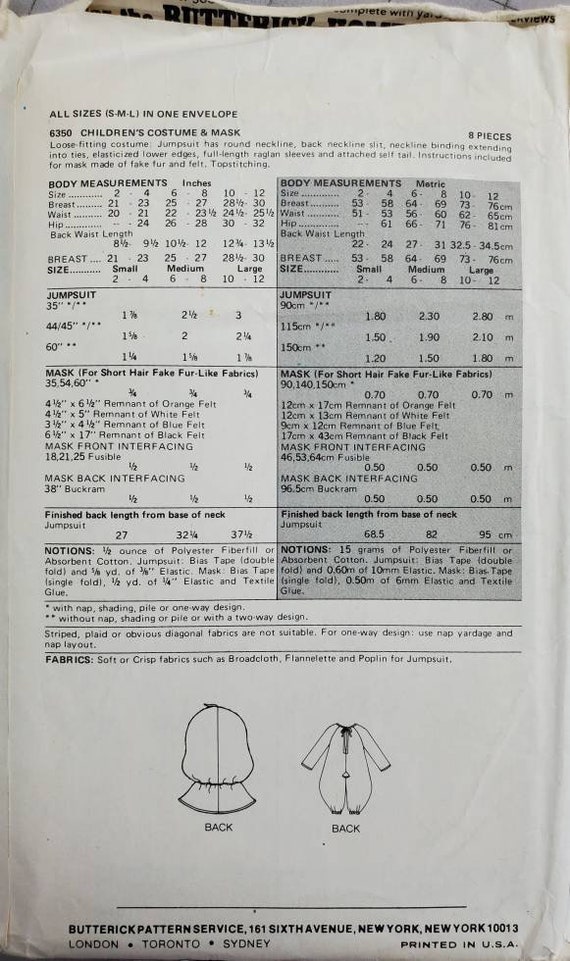 complete with
BUTTERICK
ALL SIZES (S-M-L) IN ONE ENVELOPE
6350 CHILDREN'S COSTUME & MASK 8 PIECES
Loose-fitting costume: Jumpsuit has round neckline, back neckline slit, neckline binding extending
into ties, elasticized lower edges, full-length raglan sleeves and attached self tail. Instructions included
for mask made of fake fur and felt. Topstitching.
BODY MEASUREMENTS Inches
Size............ 2 - 4 6 - 8 10 - 12
Breast......... 21 - 23 25 - 27 28½- 30
Waist.......... 20 - 21 22 - 23½ 24½- 25½
Hip............. - - 24 26 - 28 30 - 32
Back Waist Length
8½- 9½ 10½- 12 12¾- 13½
BREAST .... 21 - 23 25 - 27 28½- 30
SIZE........... Small Medium Large
2 - 4 6 - 8 10 - 12
JUMPSUIT
35" */**
1⅞ 2½ 3
44/45" */**
1⅝ 2 2¼
60" **
1¼ 1⅝ 1⅞
MASK (For Short Hair Fake Fur-Like Fabrics)
35,54,60" *
¾ ¾ ¾
4½" x 6½" Remnant of Orange Felt
4½" x 5" Remnant of White Felt
3½" x 4½" Remnant of Blue Felt
6½" x 17" Remnant of Black Felt
MASK FRONT INTERFACING
18,21,25 Fusible
½ ½ ½
MASK BACK INTERFACING
38" Buckram
½ ½ ½
Finished back length from base of neck
Jumpsuit
27 32¼ 37½
NOTIONS: ½ ounce of Polyester Fiberfill or
Absorbent Cotton. Jumpsuit: Bias Tape (double
fold) and ⅝ yd. of ⅜" Elastic. Mask: Bias Tape
(single fold), ½ yd. of ¼" Elastic and Textile
Glue.
BODY MEASUREMENTS Metric
Size............. 2 - 4 6 - 8 10 - 12
Breast......... 53 - 58 64 - 69 73 - 76cm
Waist.......... 51 - 53 56 - 60 62 - 65cm
Hip.............. - 61 66 - 71 76 - 81cm
Back Waist Length
22 - 24 27 - 31 32.5 - 34.5cm
BREAST ..... 53 - 58 64 - 69 73 - 76cm
SIZE............ Small Medium Large
2 - 4 6 - 8 10 - 12
JUMPSUIT
90cm */**
1.80 2.30 2.80 m
115cm */**
1.50 1.90 2.10 m
150cm **
1.20 1.50 1.80 m
MASK (For Short Hair Fake Fur-Like Fabrics)
90,140,150cm *
0.70 0.70 0.70 m
12cm x 17cm Remnant of Orange Felt
12cm x 13cm Remnant of White Felt
9cm x 12cm Remnant of Blue Felt
17cm x 43cm Remnant of Black Felt
MASK FRONT INTERFACING
46,53,64cm Fusible
0.50 0.50 0.50 m
MASK BACK INTERFACING
96.5cm Buckram
0.50 0.50 0.50 m
Finished back length from base of neck
Jumpsuit
68.5 82 95 cm
NOTIONS: 15 grams of Polyester Fiberfill or
Absorbent Cotton. Jumpsuit: Bias Tape (double
fold) and 0.60m of 10mm Elastic. Mask: Bias Tape
(single fold), 0.50m of 6mm Elastic and Textile
Glue.
* with nap, shading, pile or one-way design.
** without nap, shading or pile or with a two-way design.
Striped, plaid or obvious diagonal fabrics are not suitable. For one-way design: use nap yardage and
nap layout.
FABRICS: Soft or Crisp fabrics such as Broadcloth, Flannelette and Poplin for Jumpsuit.
BACK
BACK
BUTTERICK PATTERN SERVICE, 161 SIXTH AVENUE, NEW YORK, NEW YORK 10013
LONDON • TORONTO • SYDNEY PRINTED IN U.S.A.